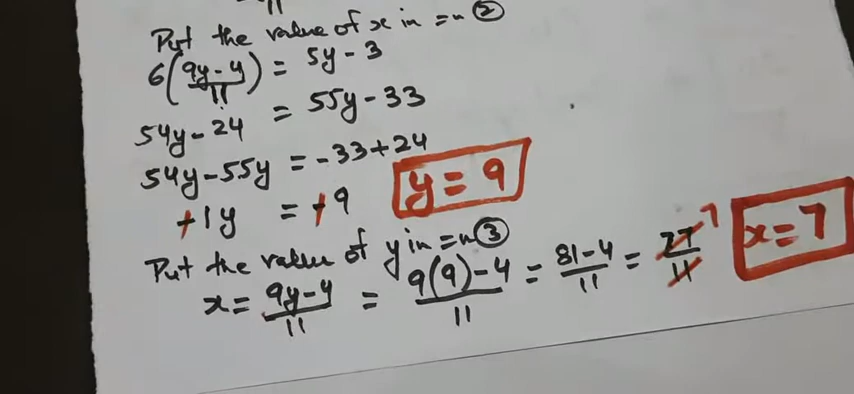 11
Put the value of x in =n ②
6(9y-4/11) = 5y-3
54y-24 = 55y-33
54y-55y = -33+24
+1y = +9 y = 9
Put the value of y in =n ③
x = 9y-4/11 = 9(9)-4/11 = 81-4/11 = 77/11 7 x = 7